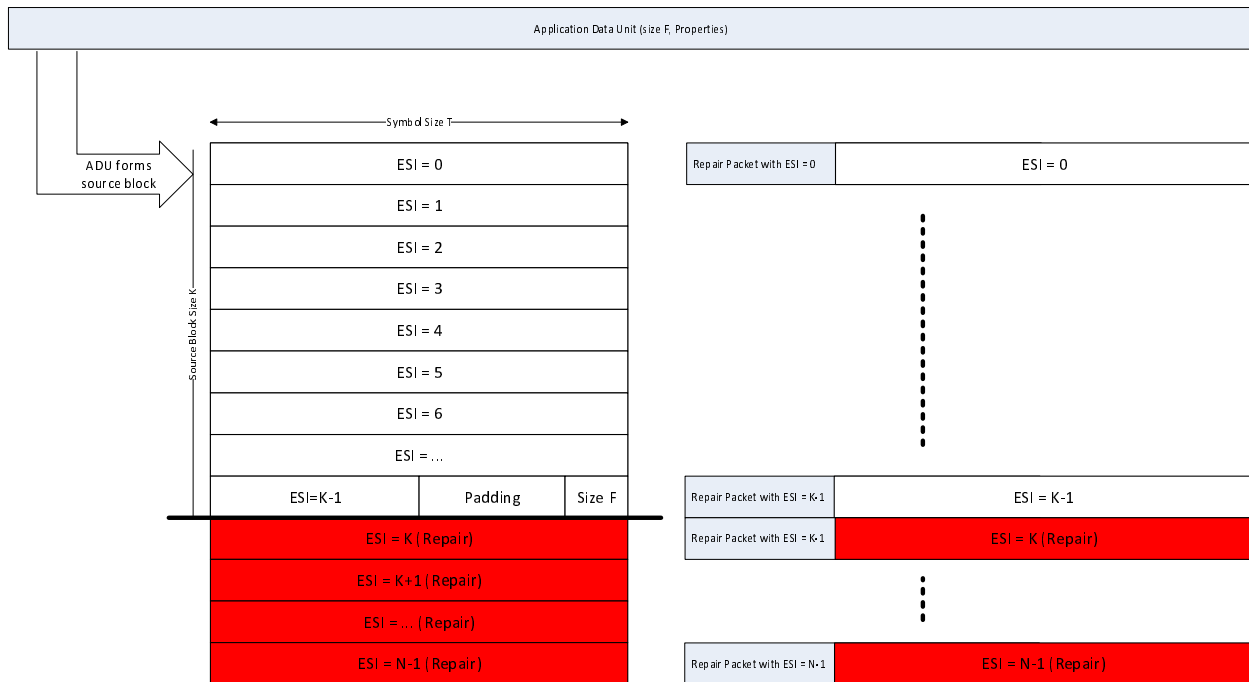 Application Data Unit (size F, Properties)
Symbol Size T
ADU forms
source block
Source Block Size K
ESI = 0
ESI = 1
ESI = 2
ESI = 3
ESI = 4
ESI = 5
ESI = 6
ESI = ...
ESI=K-1
Padding
Size F
ESI = K (Repair)
ESI = K+1 (Repair)
ESI = ... (Repair)
ESI = N-1 (Repair)
Repair Packet with ESI = 0
ESI = 0
Repair Packet with ESI = K-1
ESI = K-1
Repair Packet with ESI = K-1
ESI = K (Repair)
Repair Packet with ESI = N-1
ESI = N-1 (Repair)